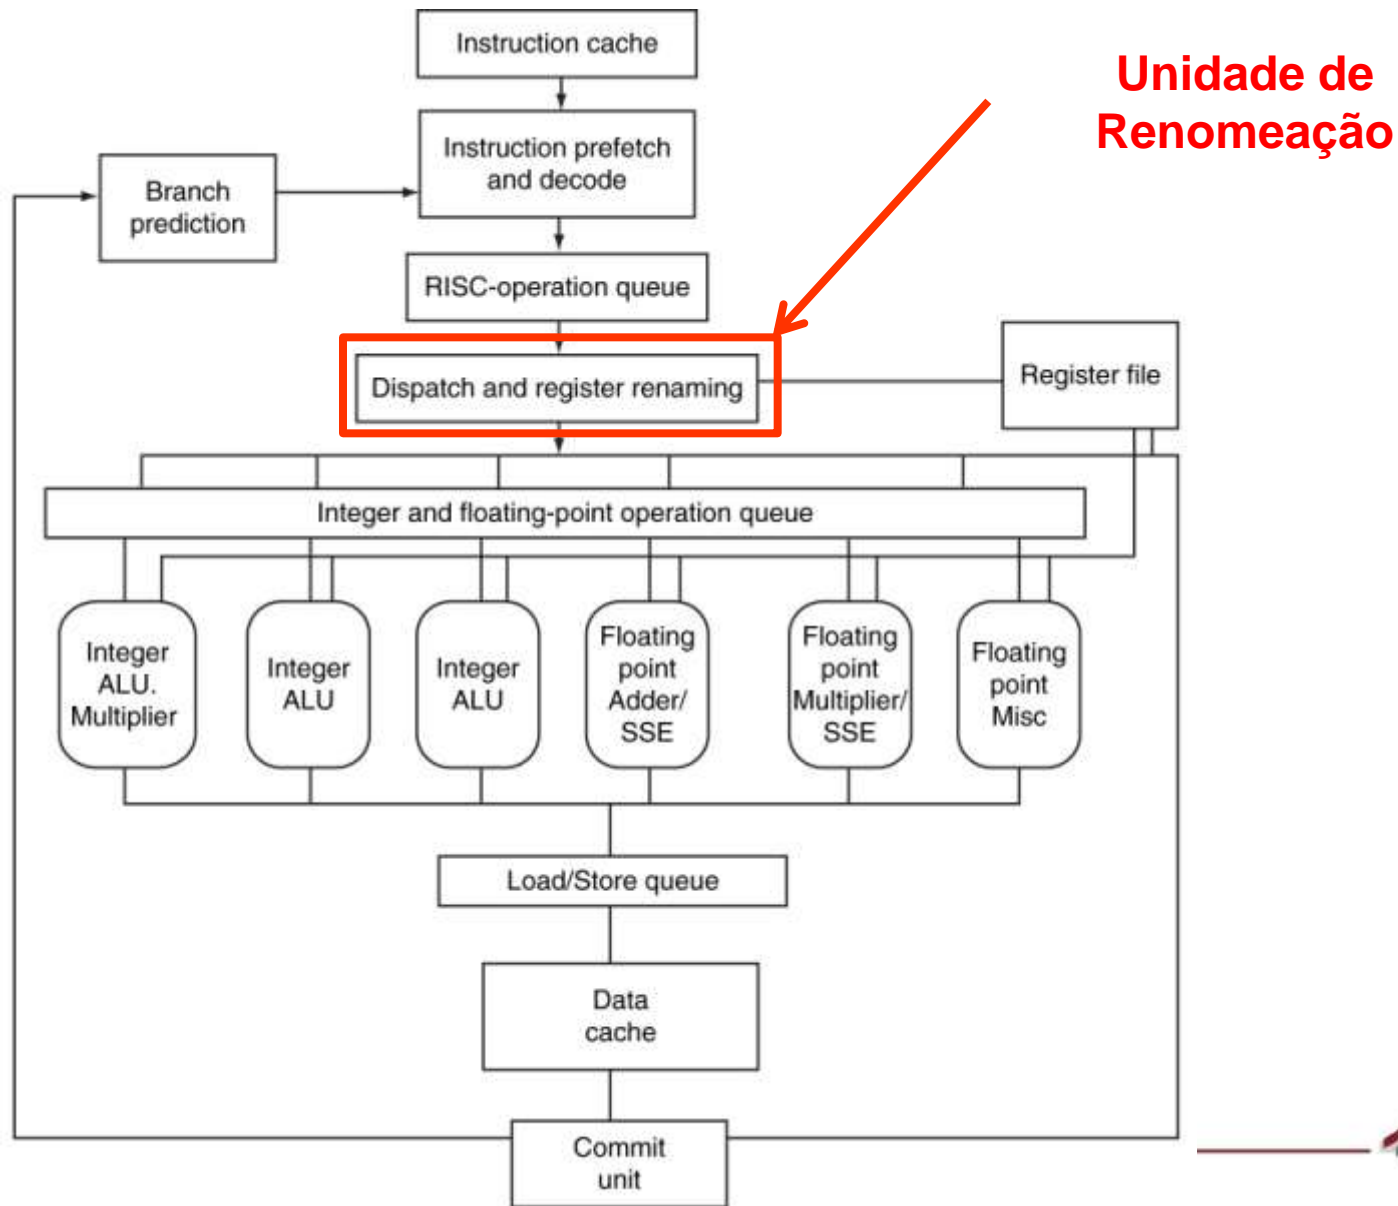 Instruction cache
Unidade de
Renomeação
Instruction prefetch
and decode
Branch
prediction
RISC-operation queue
Dispatch and register renaming
Register file
Integer and floating-point operation queue
Integer
ALU.
Multiplier
Integer
ALU
Integer
ALU
Floating
point
Adder/
SSE
Floating
point
Multiplier/
SSE
Floating
point
Misc
Load/Store queue
Data
cache
Commit
unit